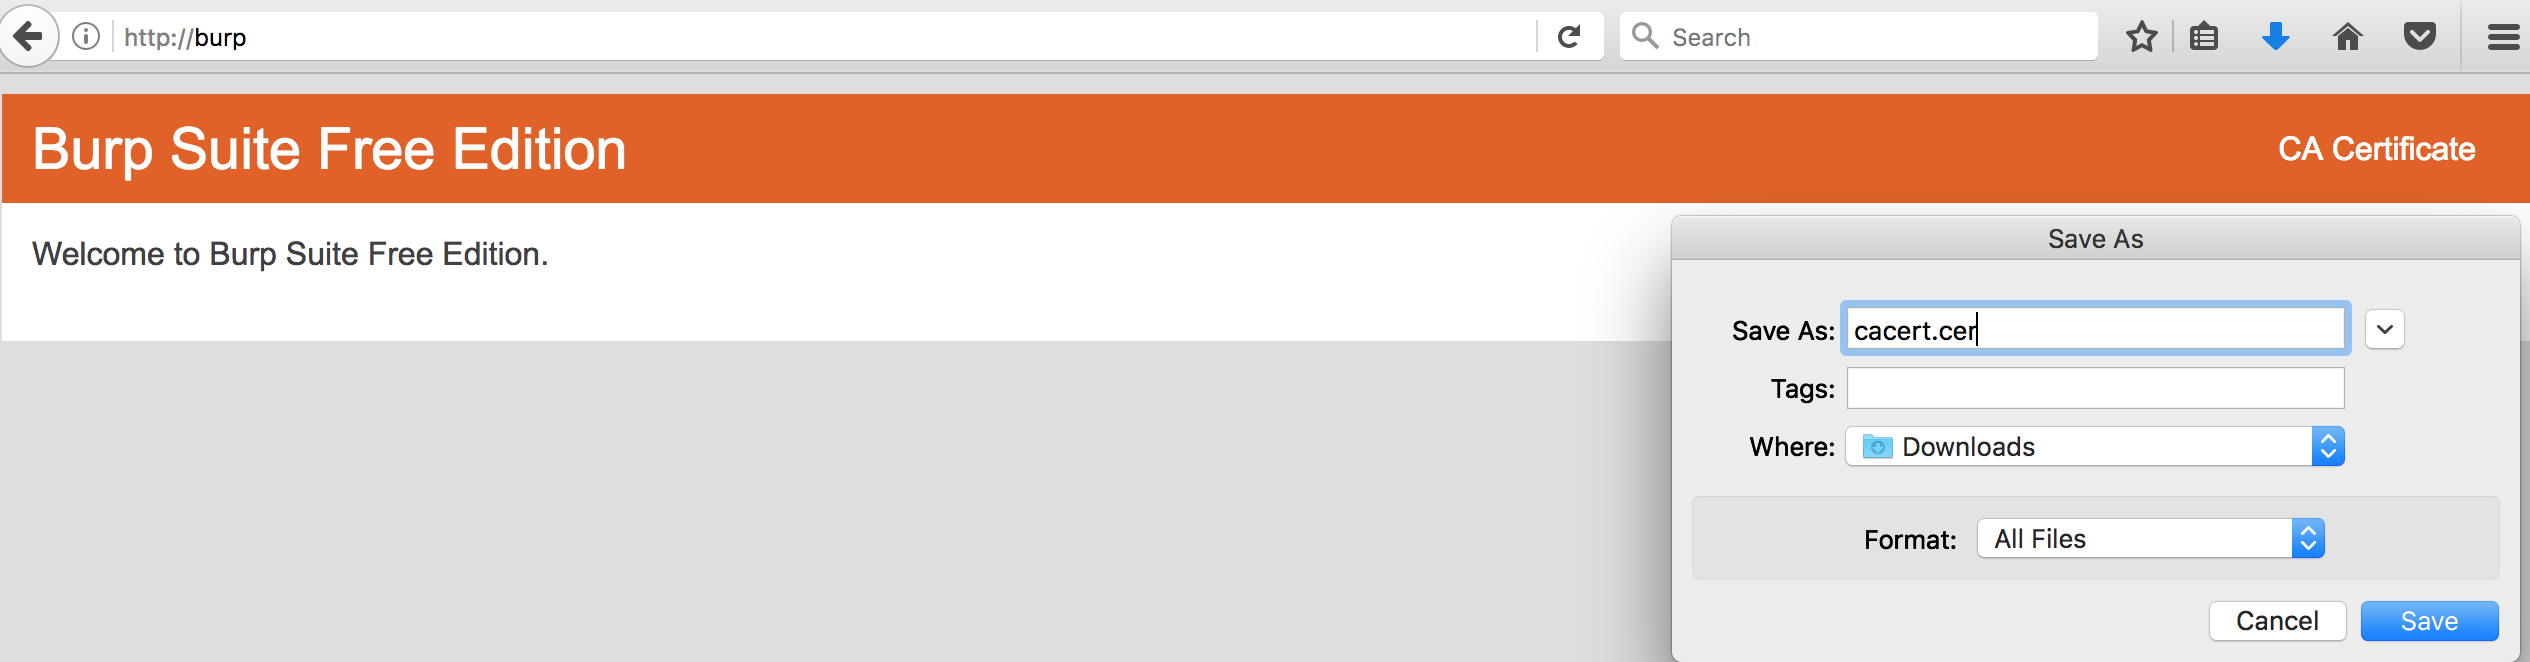 http://burp
Search
Burp Suite Free Edition
CA Certificate
Welcome to Burp Suite Free Edition.
Save As
Save As: cacert.cer
Tags:
Where: Downloads
Format: All Files
Cancel Save